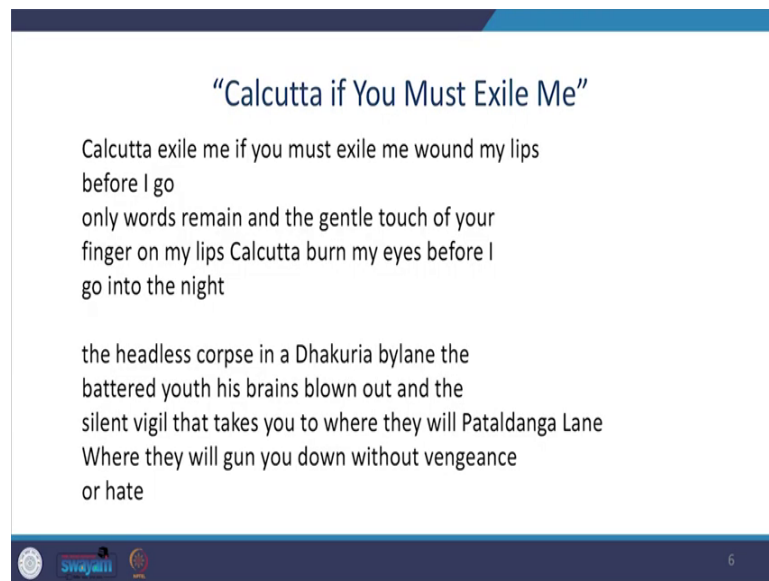 “Calcutta if You Must Exile Me”
Calcutta exile me if you must exile me wound my lips
before I go
only words remain and the gentle touch of your
finger on my lips Calcutta burn my eyes before I
go into the night
the headless corpse in a Dhakuria bylane the
battered youth his brains blown out and the
silent vigil that takes you to where they will Pataldanga Lane
Where they will gun you down without vengeance
or hate
swayam
6